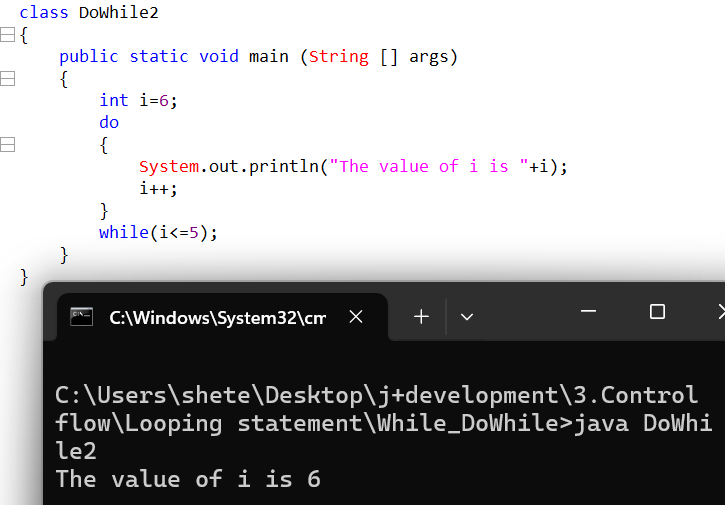 class DoWhile2
{
    public static void main (String [] args)
    {
        int i=6;
        do
        {
            System.out.println("The value of i is "+i);
            i++;
        }
        while(i<=5);
    }
}
C:\Windows\System32\cm
C:\Users\shete\Desktop\j+development\3.Control
flow\Looping statement\While_DoWhile>java DoWhi
le2
The value of i is 6